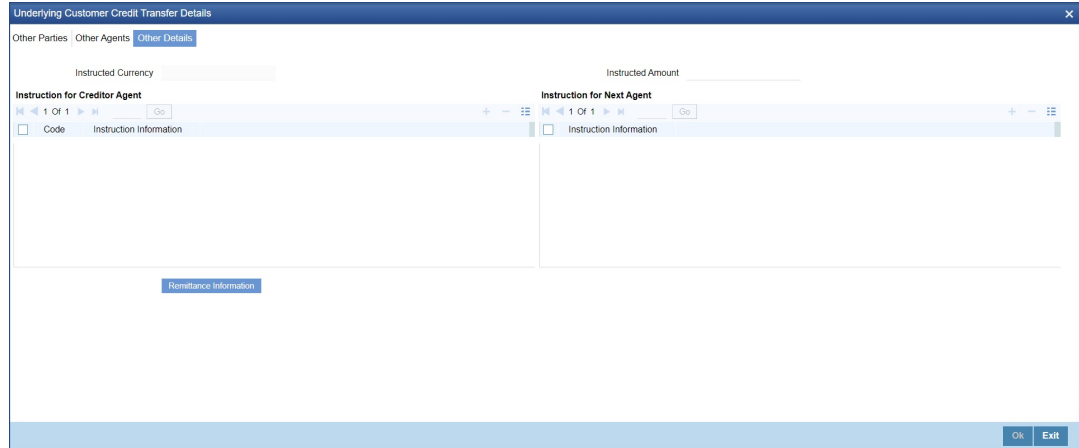 Underlying Customer Credit Transfer Details
Other Parties Other Agents Other Details
Instructed Currency Instructed Amount
Instruction for Creditor Agent Instruction for Next Agent
1 Of 1 Go 1 Of 1 Go
Code Instruction Information Instruction Information
Remittance Information
Ok Exit